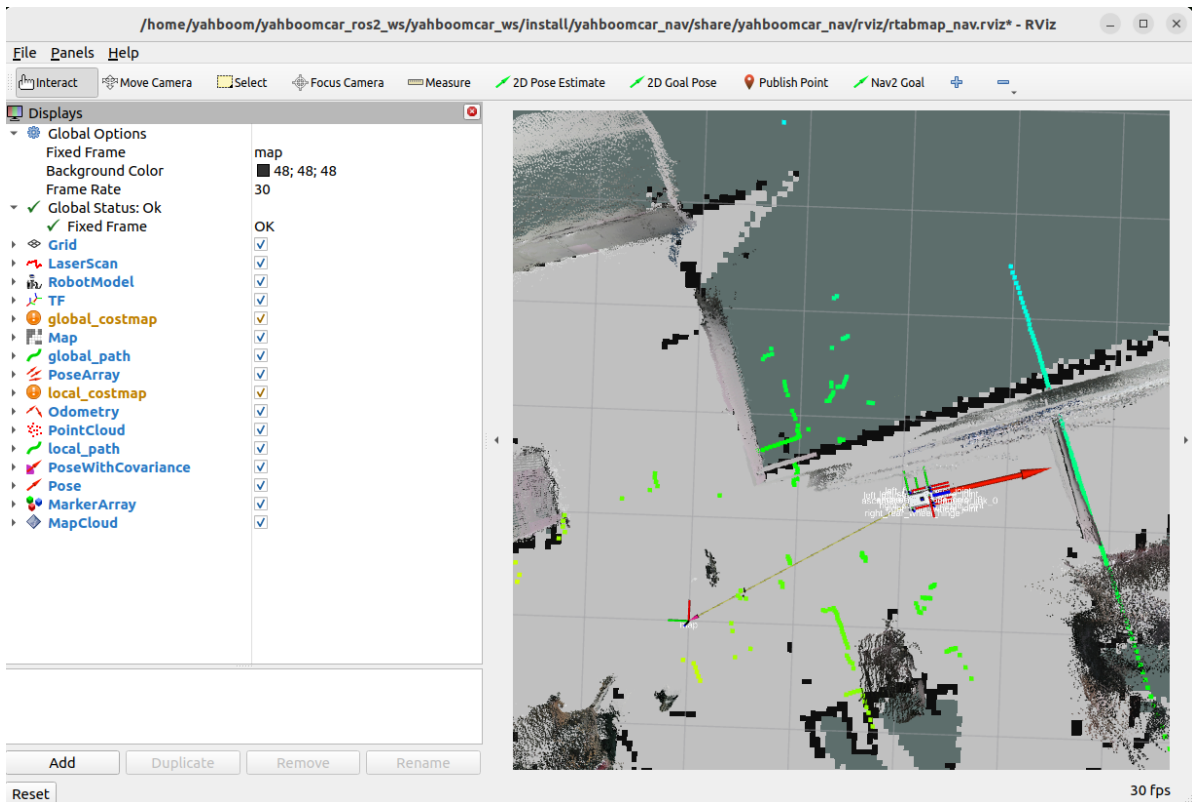 /home/yahboom/yahboomcar_ros2_ws/yahboomcar_ws/install/yahboomcar_nav/share/yahboomcar_nav/rviz/rtabmap_nav.rviz* - RViz
File Panels Help
Interact Move Camera Select Focus Camera Measure 2D Pose Estimate 2D Goal Pose Publish Point Nav2 Goal
Displays
Global Options
Fixed Frame map
Background Color 48; 48; 48
Frame Rate 30
Global Status: Ok
Fixed Frame OK
Grid
LaserScan
RobotModel
TF
global_costmap
Map
global_path
PoseArray
local_costmap
Odometry
PointCloud
local_path
PoseWithCovariance
Pose
MarkerArray
MapCloud
map
Add Duplicate Remove Rename
Reset 30 fps